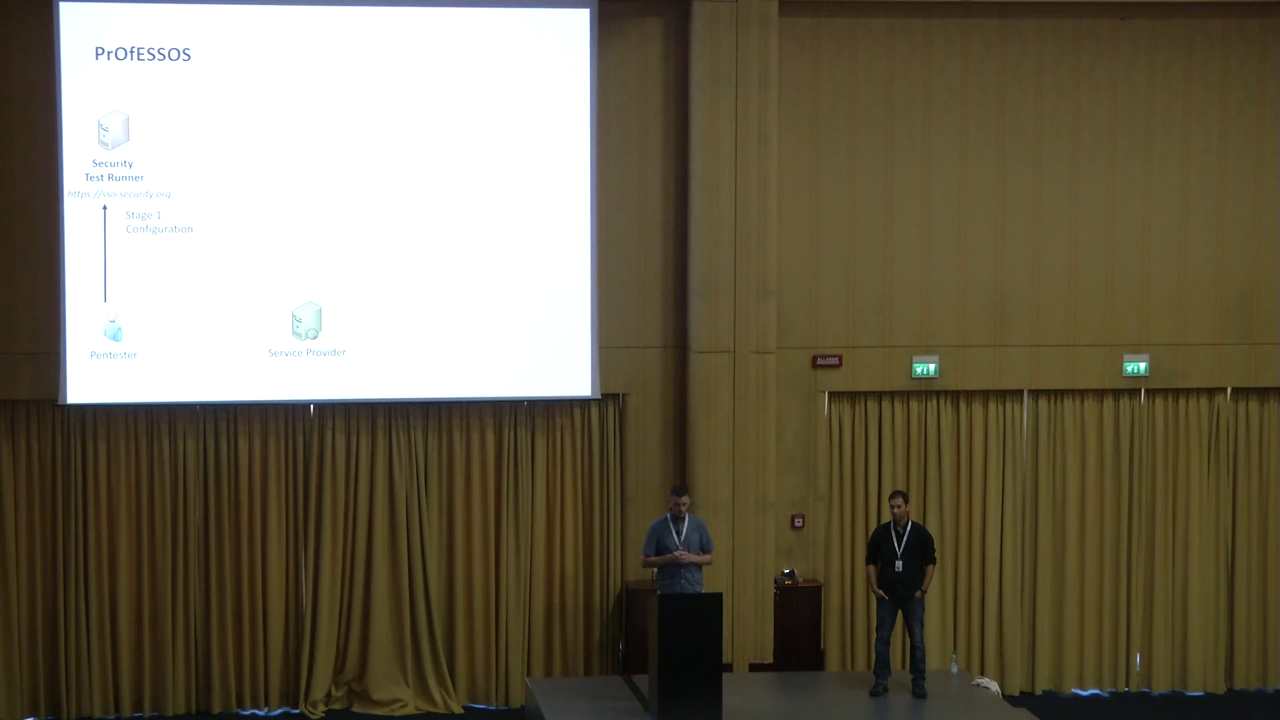 PrOfESSOS
Security
Test Runner
https://sso-security.org
Stage 1:
Configuration
Pentester
Service Provider